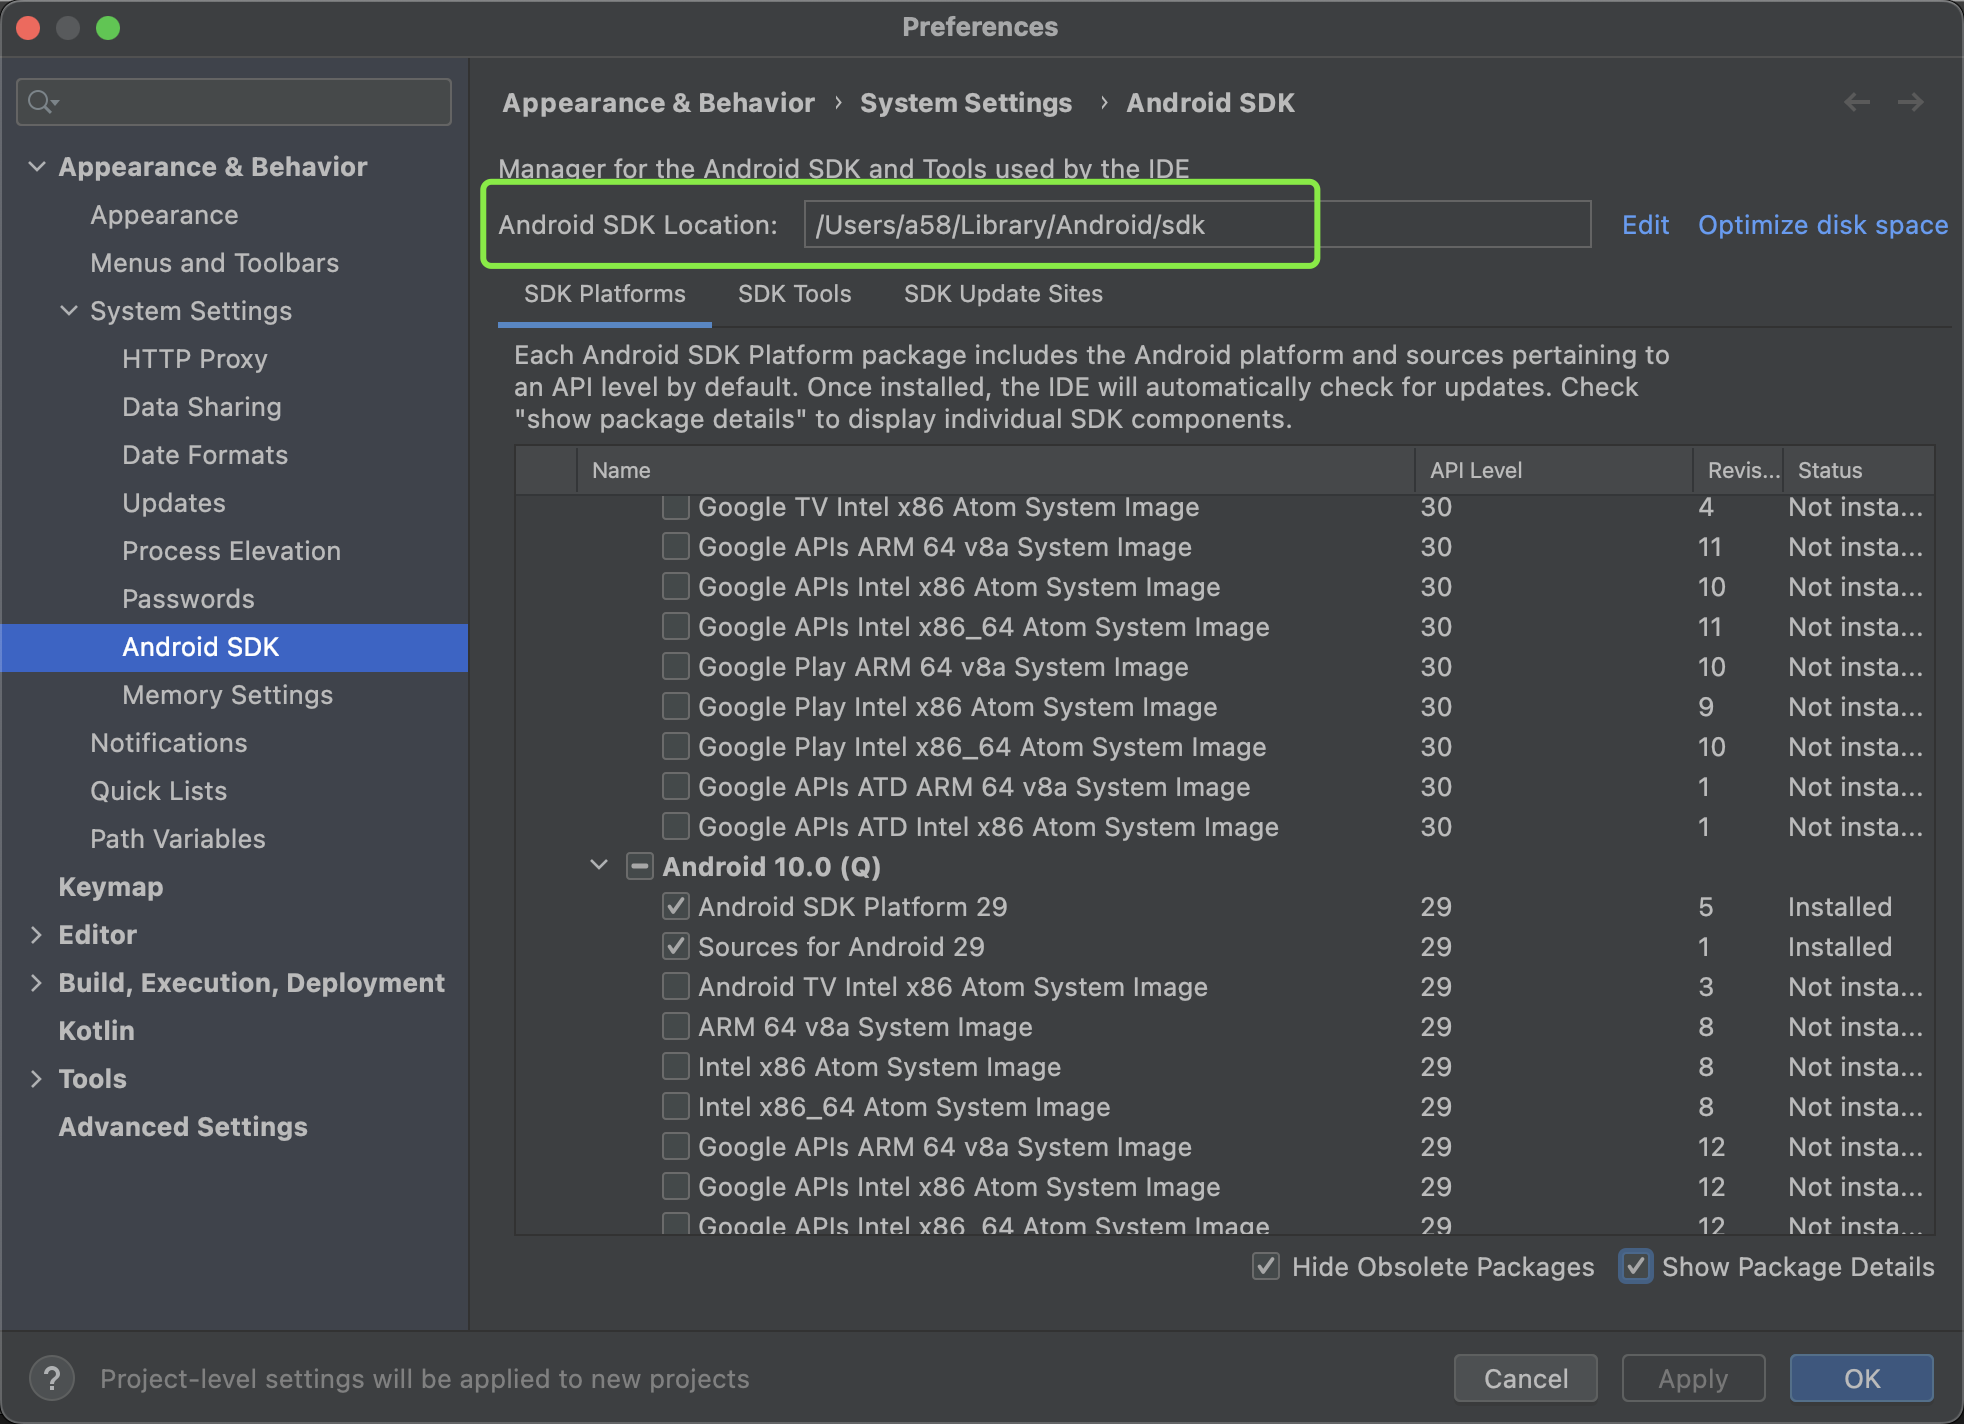 Preferences
Appearance & Behavior
Appearance
Menus and Toolbars
System Settings
HTTP Proxy
Data Sharing
Date Formats
Updates
Process Elevation
Passwords
Android SDK
Memory Settings
Notifications
Quick Lists
Path Variables
Keymap
Editor
Build, Execution, Deployment
Kotlin
Tools
Advanced Settings
Appearance & Behavior › System Settings › Android SDK
Manager for the Android SDK and Tools used by the IDE
Android SDK Location: /Users/a58/Library/Android/sdk Edit Optimize disk space
SDK Platforms SDK Tools SDK Update Sites
Each Android SDK Platform package includes the Android platform and sources pertaining to
an API level by default. Once installed, the IDE will automatically check for updates. Check
"show package details" to display individual SDK components.
Name API Level Revis... Status
Google TV Intel x86 Atom System Image 30 4 Not insta...
Google APIs ARM 64 v8a System Image 30 11 Not insta...
Google APIs Intel x86 Atom System Image 30 10 Not insta...
Google APIs Intel x86_64 Atom System Image 30 11 Not insta...
Google Play ARM 64 v8a System Image 30 10 Not insta...
Google Play Intel x86 Atom System Image 30 9 Not insta...
Google Play Intel x86_64 Atom System Image 30 10 Not insta...
Google APIs ATD ARM 64 v8a System Image 30 1 Not insta...
Google APIs ATD Intel x86 Atom System Image 30 1 Not insta...
Android 10.0 (Q)
Android SDK Platform 29 29 5 Installed
Sources for Android 29 29 1 Installed
Android TV Intel x86 Atom System Image 29 3 Not insta...
ARM 64 v8a System Image 29 8 Not insta...
Intel x86 Atom System Image 29 8 Not insta...
Intel x86_64 Atom System Image 29 8 Not insta...
Google APIs ARM 64 v8a System Image 29 12 Not insta...
Google APIs Intel x86 Atom System Image 29 12 Not insta...
Google APIs Intel x86_64 Atom System Image 29 12 Not insta...
Hide Obsolete Packages Show Package Details
? Project-level settings will be applied to new projects
Cancel Apply OK